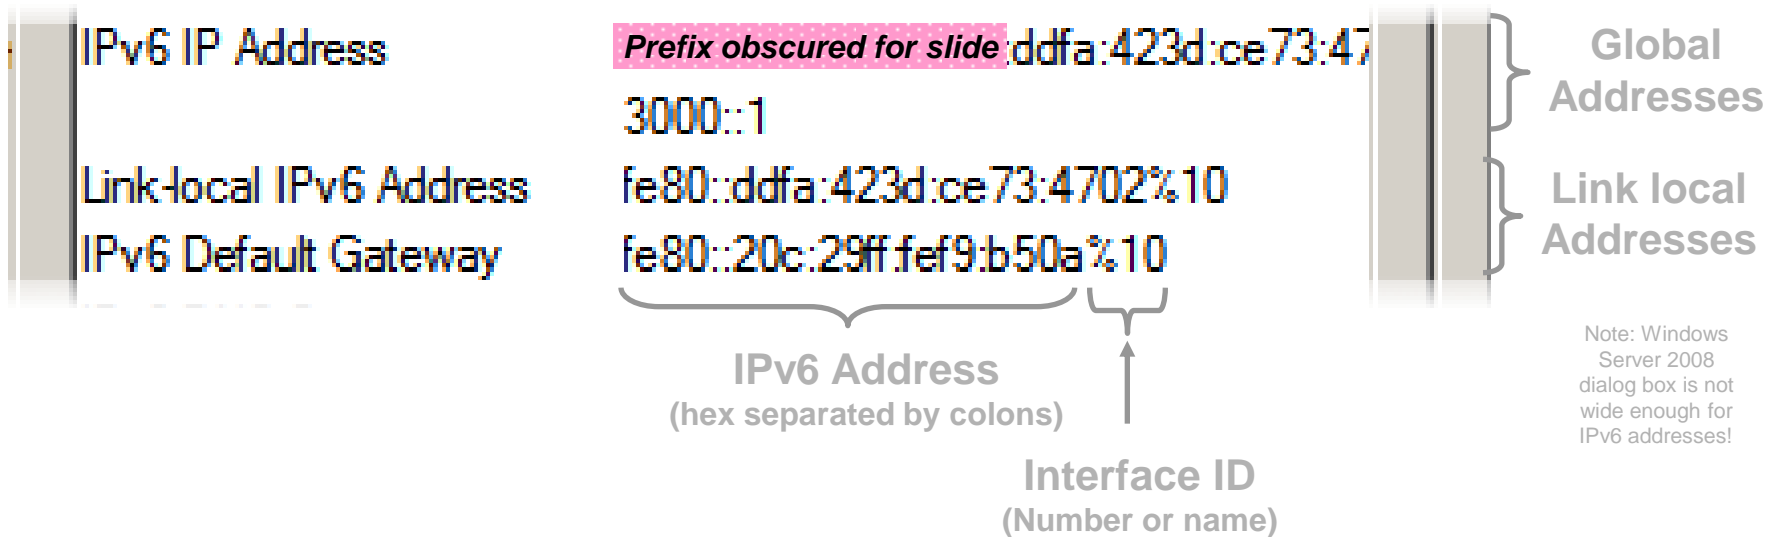 IPv6 IP Address Prefix obscured for slide :ddfa:423d:ce73:47
3000::1
Link-local IPv6 Address fe80::ddfa:423d:ce73:4702%10
IPv6 Default Gateway fe80::20c:29ff:fef9:b50a%10
Global
Addresses
Link local
Addresses
IPv6 Address
(hex separated by colons)
Interface ID
(Number or name)
Note: Windows
Server 2008
dialog box is not
wide enough for
IPv6 addresses!